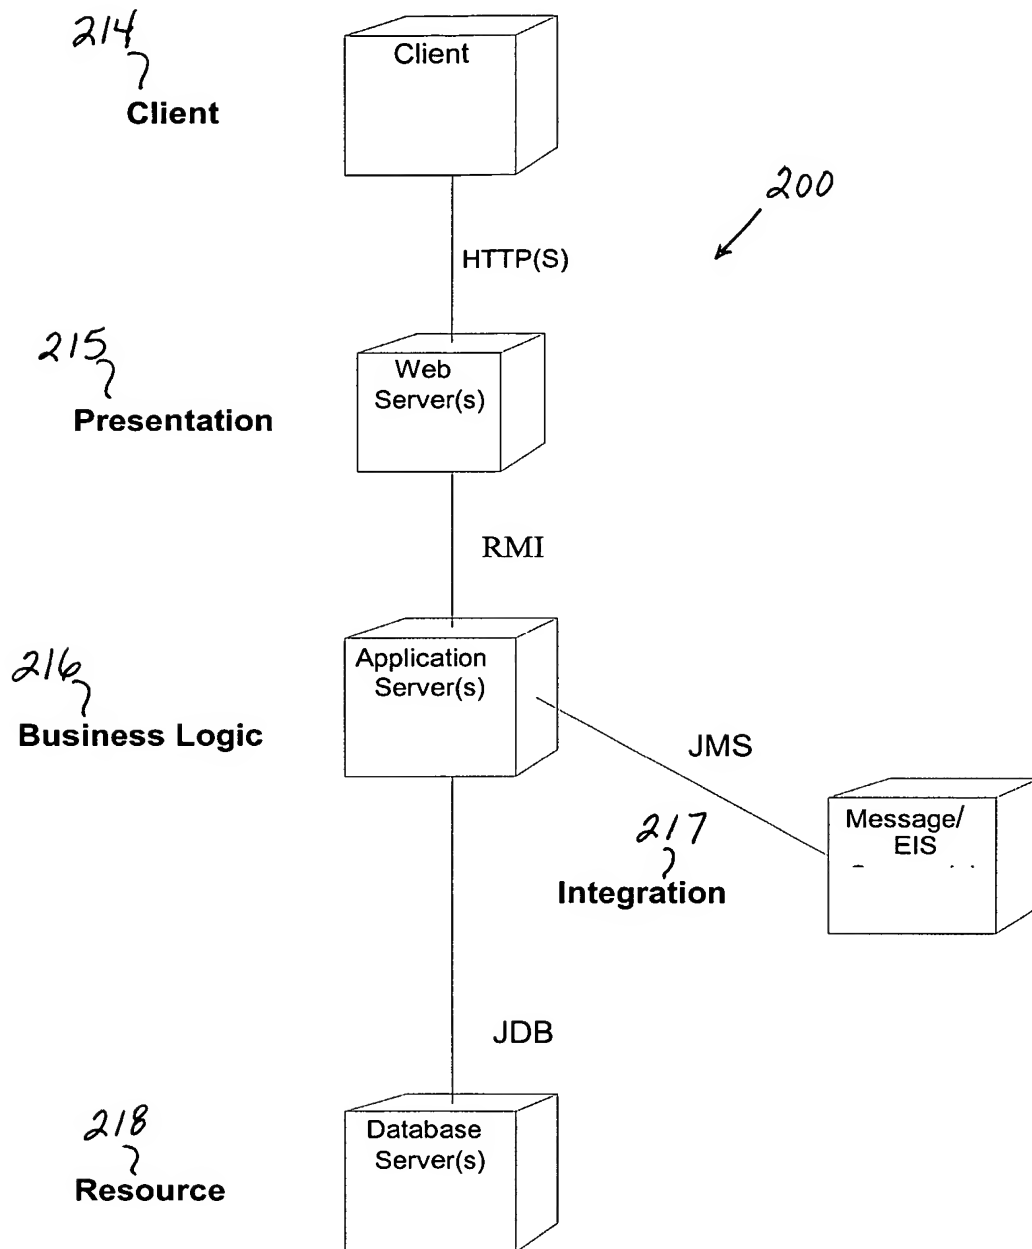 214
Client
Client
200
HTTP(S)
215
Presentation
Web
Server(s)
RMI
216
Business Logic
Application
Server(s)
JMS
217
Integration
Message/
EIS
JDB
218
Resource
Database
Server(s)